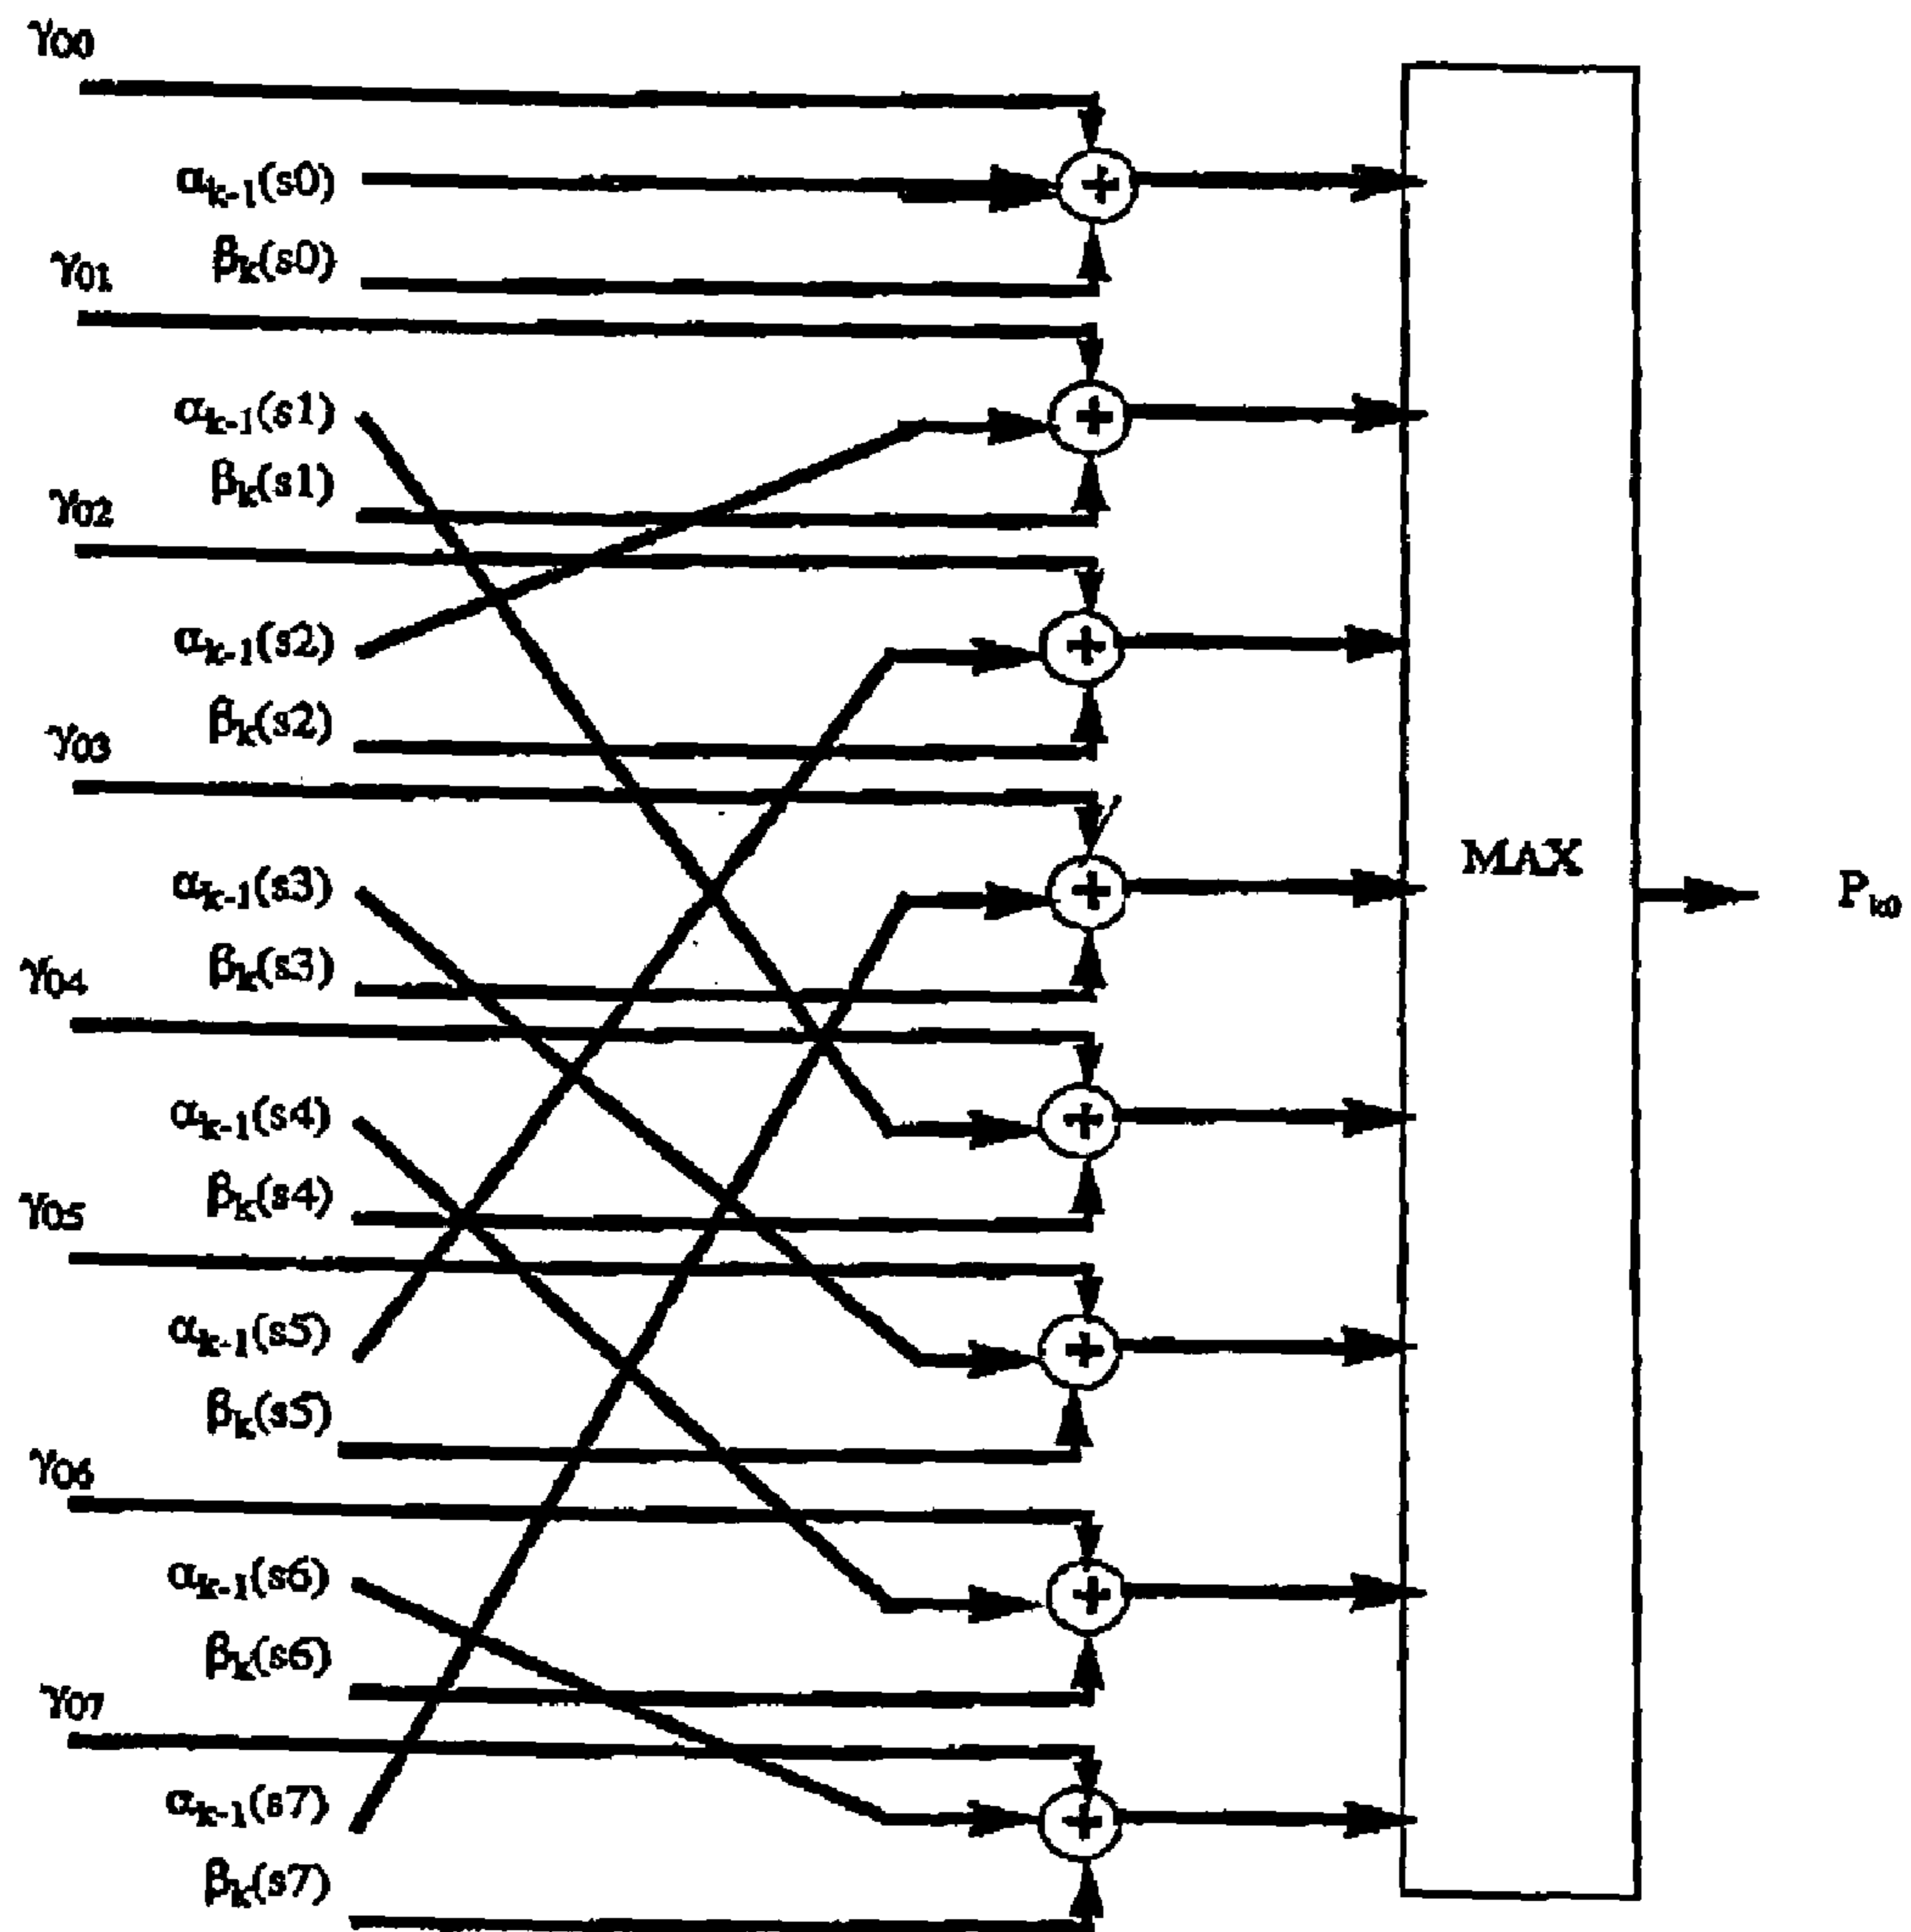 γ00
αk-1(s0)
βk(s0)
γ01
αk-1(s1)
βk(s1)
γ02
αk-1(s2)
βk(s2)
γ03
αk-1(s3)
βk(s3)
γ04
αk-1(s4)
βk(s4)
γ05
αk-1(s5)
βk(s5)
γ06
αk-1(s6)
βk(s6)
γ07
αk-1(s7)
βk(s7)
+
+
+
+
+
+
+
+
MAX
Pk0